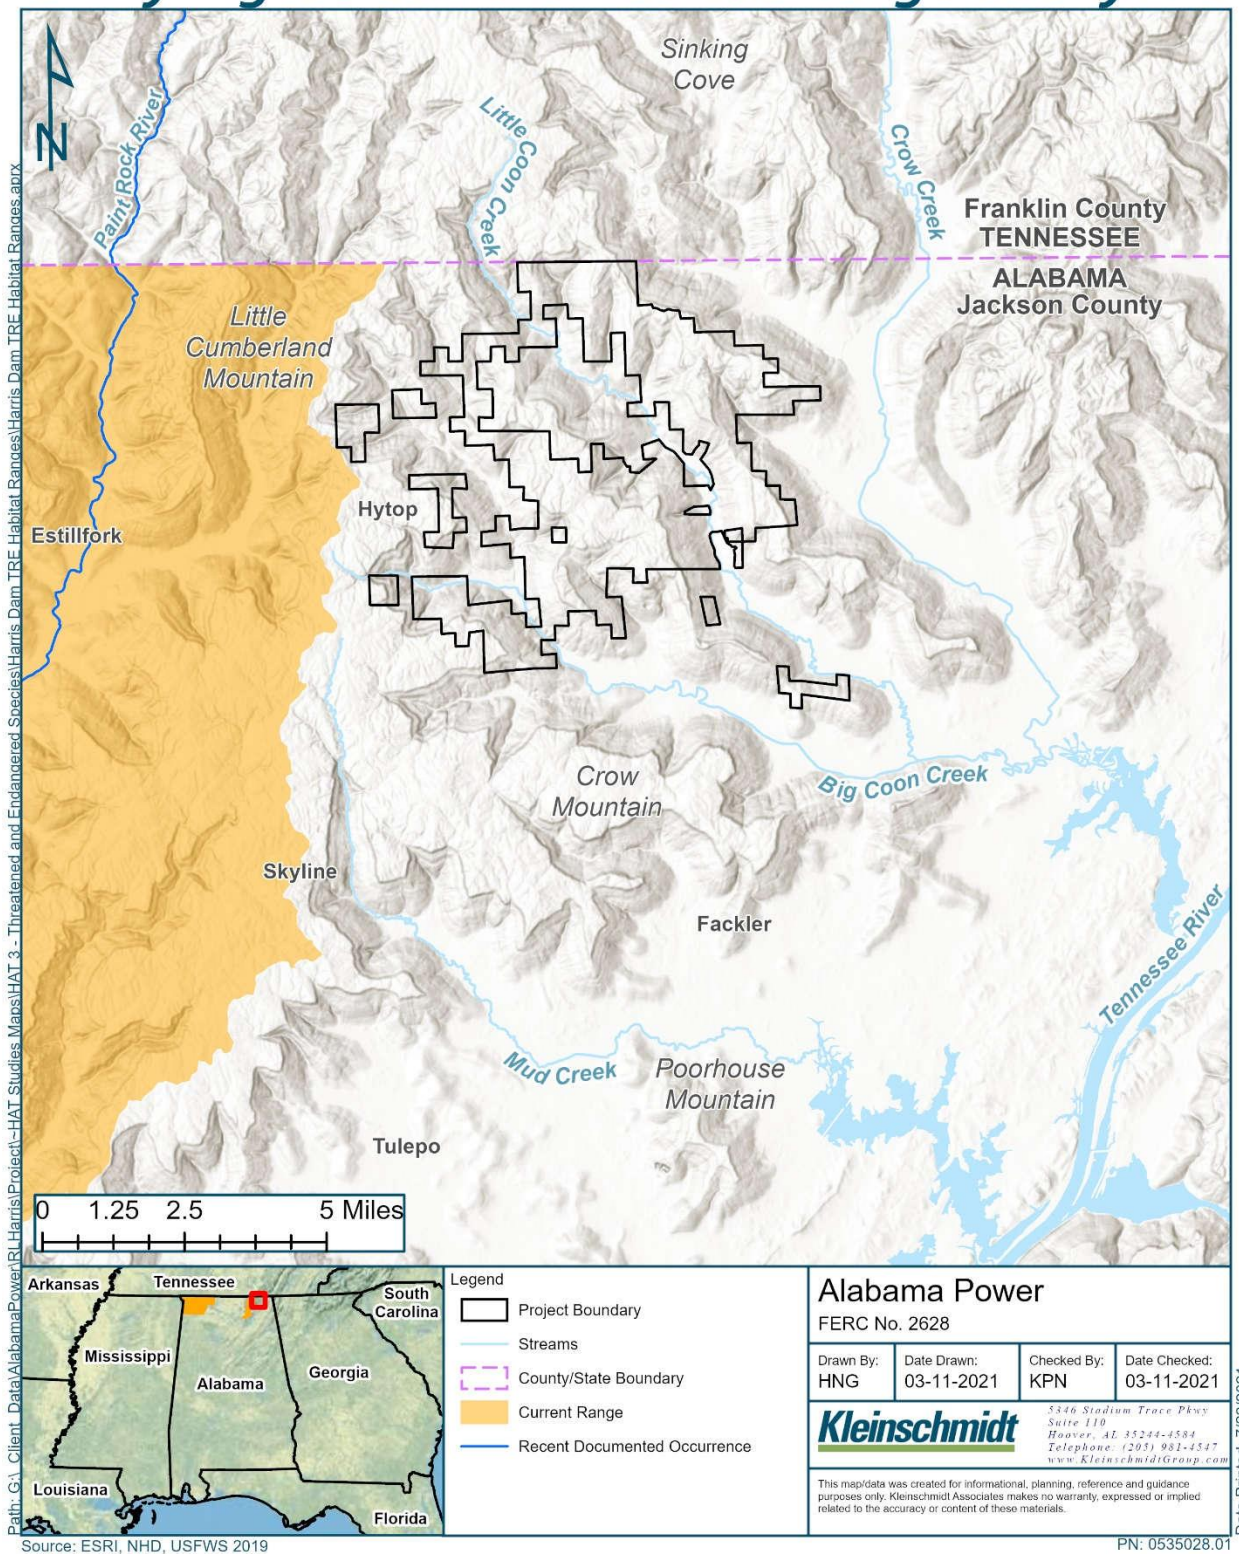 Sinking
Cove
Little Coon
Creek
Paint Rock River
Crow Creek
N
Franklin County
TENNESSEE
ALABAMA
Jackson County
Little
Cumberland
Mountain
Hytop
Estillfork
Crow
Mountain
Big Coon Creek
Skyline
Fackler
Tennessee River
Mud Creek
Poorhouse
Mountain
Tulepo
0 1.25 2.5 5 Miles
Path: G:\_Client_Data\AlabamaPower\RLHarris\Project\~HAT Studies Maps\HAT 3 - Threatened and Endangered Species\Harris Dam TRE Habitat Ranges\Harris Dam TRE Habitat Ranges.aprx
Arkansas
Tennessee
South
Carolina
Mississippi
Alabama
Georgia
Louisiana
Florida
Legend
Project Boundary
Streams
County/State Boundary
Current Range
Recent Documented Occurrence
Alabama Power
FERC No. 2628
Drawn By:
HNG
Date Drawn:
03-11-2021
Checked By:
KPN
Date Checked:
03-11-2021
Kleinschmidt
5346 Stadium Trace Pkwy
Suite 110
Hoover, AL 35244-4584
Telephone: (205) 981-4547
www.KleinschmidtGroup.com
This map/data was created for informational, planning, reference and guidance
purposes only. Kleinschmidt Associates makes no warranty, expressed or implied
related to the accuracy or content of these materials.
Source: ESRI, NHD, USFWS 2019
PN: 0535028.01